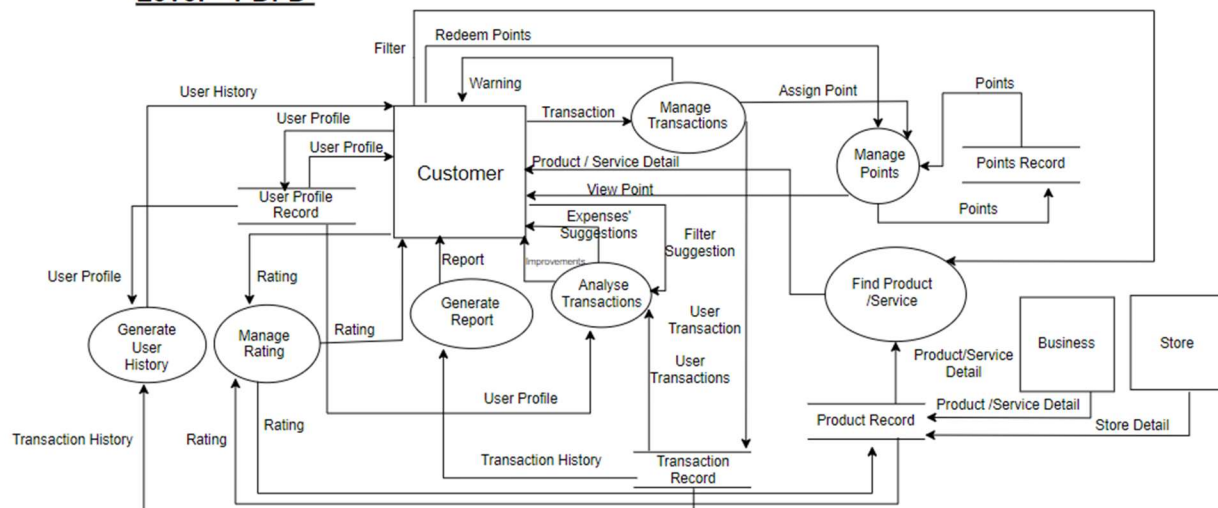 Filter
Redeem Points
Warning
User History
User Profile
User Profile
Transaction
Manage
Transactions
Assign Point
Points
Product / Service Detail
Manage
Points
Points Record
Customer
View Point
Points
User Profile
Record
Expenses'
Suggestions
Filter
Suggestion
User Profile
Rating
Report
Improvements
Analyse
Transactions
Find Product
/Service
Generate
Report
Generate
User
History
Manage
Rating
Rating
User
Transaction
User
Transactions
Product/Service
Detail
Business
Store
User Profile
Product /Service Detail
Product Record
Store Detail
Transaction History
Rating
Rating
Transaction History
Transaction
Record